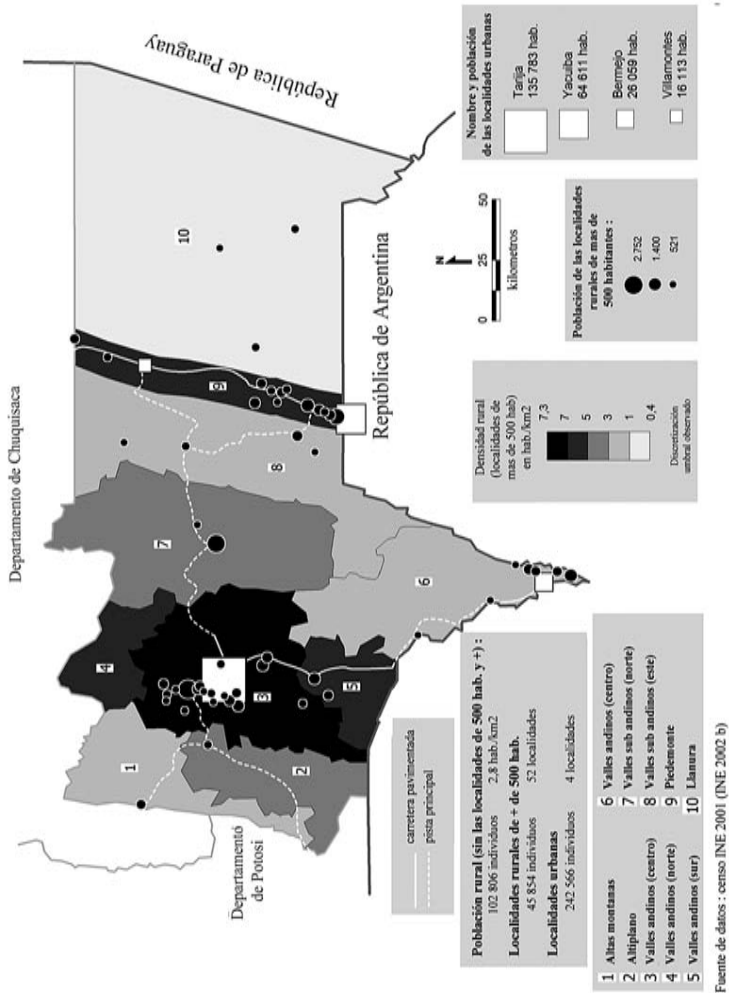 Departamento de Chuquisaca
República de Paraguay
República de Argentina
Departamento
de Potosi
1
2
3
4
5
6
7
8
9
10
carretera pavimentada
pista principal
Población rural (sin las localidades de 500 hab. y +) :
102 806 individuos 2,8 hab./km2
Localidades rurales de + de 500 hab.
45 854 individuos 52 localidades
Localidades urbanas
242 566 individuos 4 localidades
1 Altas montanas
2 Altiplano
3 Valles andinos (centro)
4 Valles andinos (norte)
5 Valles andinos (sur)
6 Valles andinos (centro)
7 Valles sub andinos (norte)
8 Valles sub andinos (este)
9 Piedemonte
10 Llanura
Densidad rural
(localidades de
mas de 500 hab)
en hab./km2
7,3
7
5
3
1
0,4
Discretización
umbral observado
N
0 25 50
kilometros
Población de las localidades
rurales de mas de
500 habitantes :
2.752
1.400
521
Nombre y población
de las localidades urbanas
Tarija
135 783 hab.
Yacuiba
64 611 hab.
Bermejo
26 059 hab.
Villamontes
16 113 hab.
Fuente de datos : censo INE 2001 (INE 2002 b)